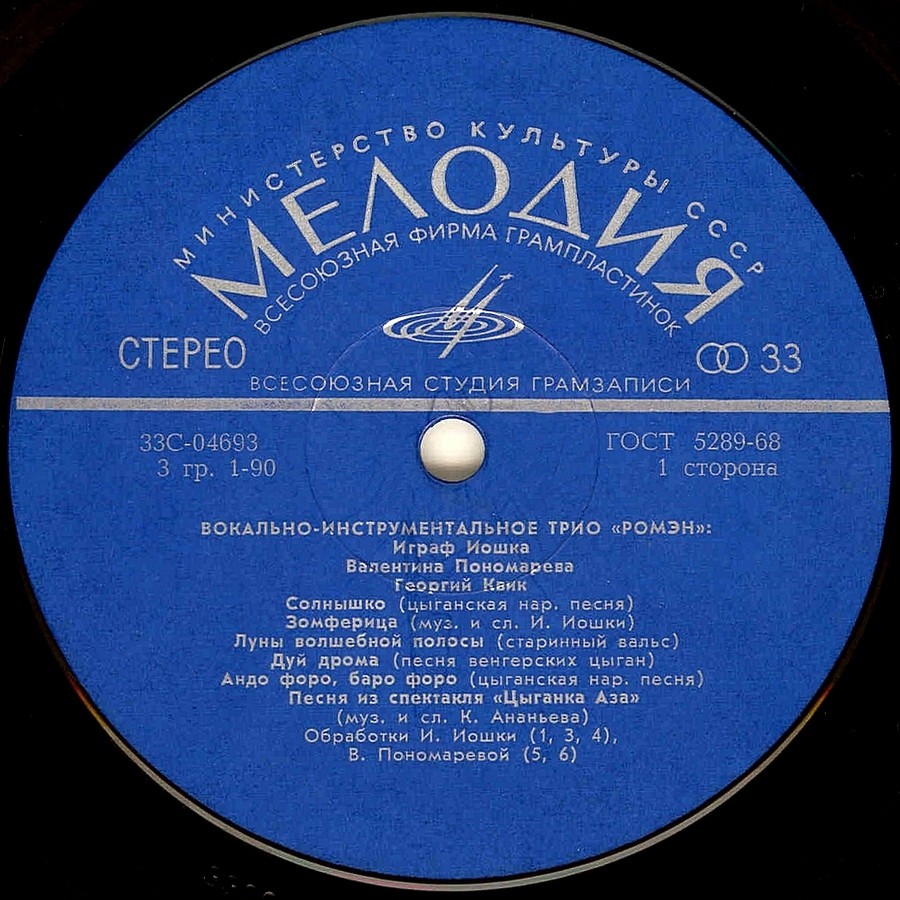 МИНИСТЕРСТВО КУЛЬТУРЫ СССР
МЕЛОДИЯ
ВСЕСОЮЗНАЯ ФИРМА ГРАМПЛАСТИНОК
СТЕРЕО
33
ВСЕСОЮЗНАЯ СТУДИЯ ГРАМЗАПИСИ
33С-04693
ГОСТ 5289-68
3 гр. 1-90
1 сторона
ВОКАЛЬНО-ИНСТРУМЕНТАЛЬНОЕ ТРИО «РОМЭН»:
Играф Иошка
Валентина Пономарева
Георгий Квик
Солнышко (цыганская нар. песня)
Зомферица (муз. и сл. И. Иошки)
Луны волшебной полосы (старинный вальс)
Дуй дрома (песня венгерских цыган)
Андо форо, баро форо (цыганская нар. песня)
Песня из спектакля «Цыганка Аза»
(муз. и сл. К. Ананьева)
Обработки И. Иошки (1, 3, 4),
В. Пономаревой (5, 6)